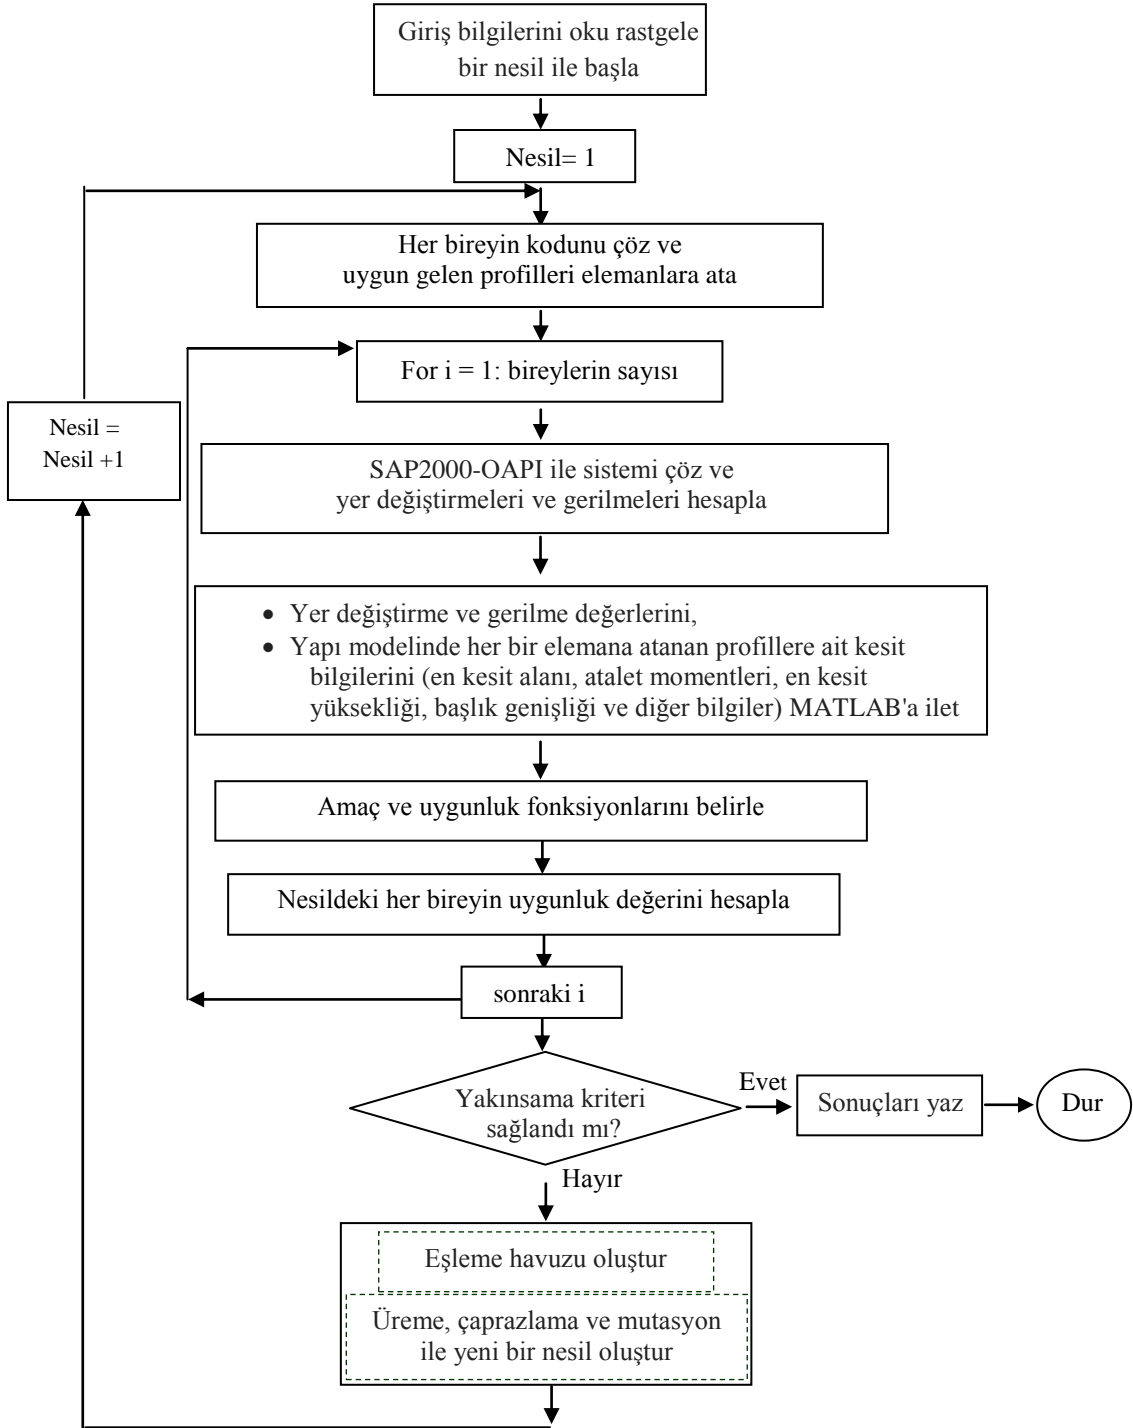 Giriş bilgilerini oku rastgele
bir nesil ile başla
Nesil= 1
Her bireyin kodunu çöz ve
uygun gelen profilleri elemanlara ata
For i = 1: bireylerin sayısı
Nesil =
Nesil +1
SAP2000-OAPI ile sistemi çöz ve
yer değiştirmeleri ve gerilmeleri hesapla
• Yer değiştirme ve gerilme değerlerini,
• Yapı modelinde her bir elemana atanan profillere ait kesit
bilgilerini (en kesit alanı, atalet momentleri, en kesit
yüksekliği, başlık genişliği ve diğer bilgiler) MATLAB'a ilet
Amaç ve uygunluk fonksiyonlarını belirle
Nesildeki her bireyin uygunluk değerini hesapla
sonraki i
Yakınsama kriteri
sağlandı mı?
Evet
Sonuçları yaz
Dur
Hayır
Eşleme havuzu oluştur
Üreme, çaprazlama ve mutasyon
ile yeni bir nesil oluştur